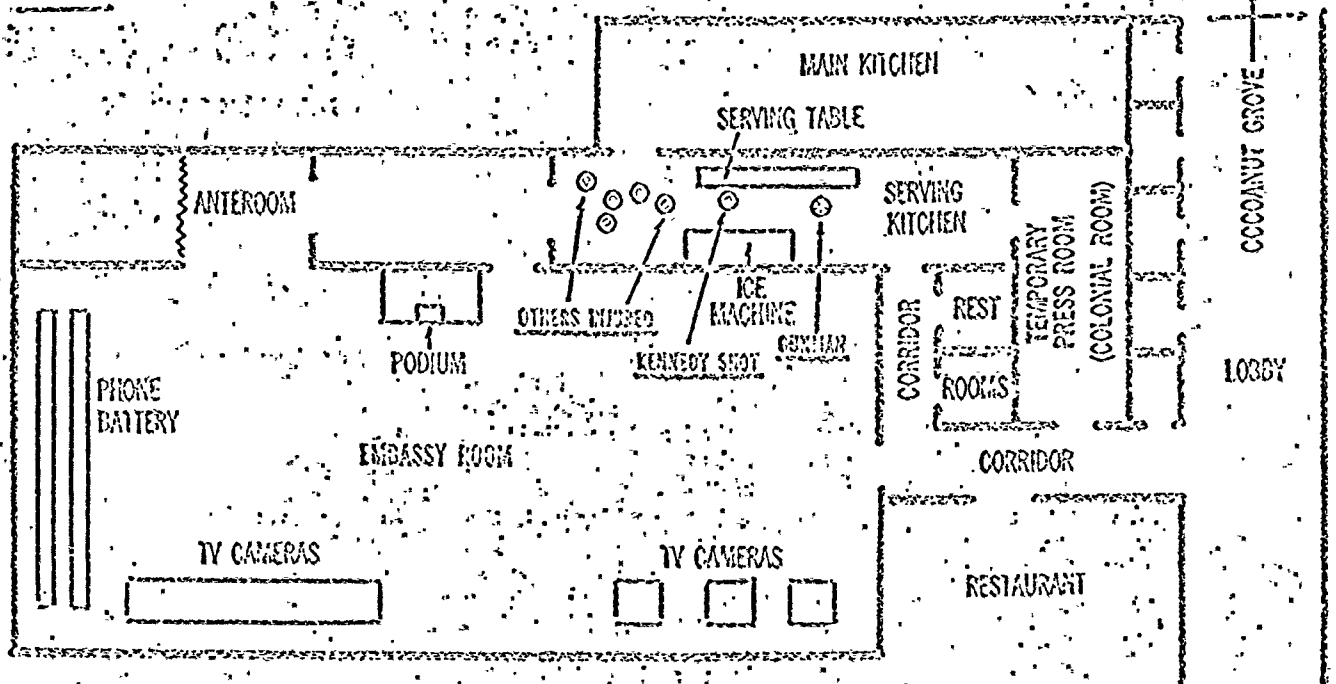 MAIN KITCHEN
SERVING TABLE
COCOANUT GROVE
ANTEROOM
SERVING
KITCHEN
TEMPORARY
PRESS ROOM
(COLONIAL ROOM)
ICE
MACHINE
OTHERS INJURED
KENNEDY SHOT
GUNMAN
PODIUM
CORRIDOR
REST
ROOMS
LOBBY
PHONE
BATTERY
EMBASSY ROOM
CORRIDOR
TV CAMERAS
TV CAMERAS
RESTAURANT